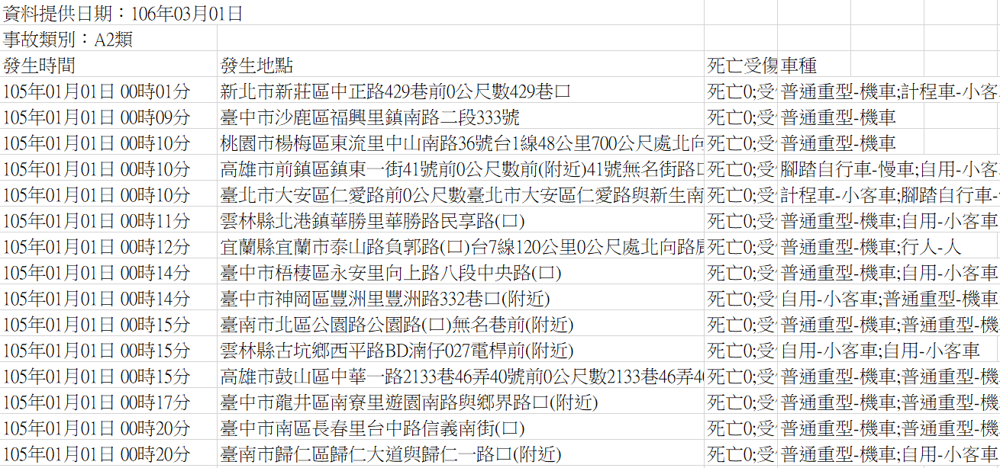 資料提供日期：106年03月01日
事故類別：A2類
發生時間 發生地點 死亡受傷 車種
105年01月01日 00時01分 新北市新莊區中正路429巷前0公尺數429巷口 死亡0;受 普通重型-機車;計程車-小客
105年01月01日 00時09分 臺中市沙鹿區福興里鎮南路二段333號 死亡0;受 普通重型-機車
105年01月01日 00時10分 桃園市楊梅區東流里中山南路36號台1線48公里700公尺處北向 死亡0;受 普通重型-機車
105年01月01日 00時10分 高雄市前鎮區鎮東一街41號前0公尺數前(附近)41號無名街路口 死亡0;受 腳踏自行車-慢車;自用-小客
105年01月01日 00時10分 臺北市大安區仁愛路前0公尺數臺北市大安區仁愛路與新生南 死亡0;受 計程車-小客車;腳踏自行車-
105年01月01日 00時11分 雲林縣北港鎮華勝里華勝路民享路(口) 死亡0;受 普通重型-機車;自用-小客車
105年01月01日 00時12分 宜蘭縣宜蘭市泰山路負郭路(口)台7線120公里0公尺處北向路 死亡0;受 普通重型-機車;行人-人
105年01月01日 00時14分 臺中市梧棲區永安里向上路八段中央路(口) 死亡0;受 普通重型-機車;自用-小客車
105年01月01日 00時14分 臺中市神岡區豐洲里豐洲路332巷口(附近) 死亡0;受 自用-小客車;普通重型-機車
105年01月01日 00時15分 臺南市北區公園路公園路(口)無名巷前(附近) 死亡0;受 普通重型-機車;普通重型-機
105年01月01日 00時15分 雲林縣古坑鄉西平路BD湳仔027電桿前(附近) 死亡0;受 自用-小客車;自用-小客車
105年01月01日 00時15分 高雄市鼓山區中華一路2133巷46弄40號前0公尺數2133巷46弄4 死亡0;受 普通重型-機車;普通重型-機
105年01月01日 00時17分 臺中市龍井區南寮里遊園南路與鄉界路口(附近) 死亡0;受 普通重型-機車;普通重型-機
105年01月01日 00時20分 臺中市南區長春里台中路信義南街(口) 死亡0;受 普通重型-機車;普通重型-機
105年01月01日 00時20分 臺南市歸仁區歸仁大道與歸仁一路口(附近) 死亡0;受 普通重型-機車;自用-小客車